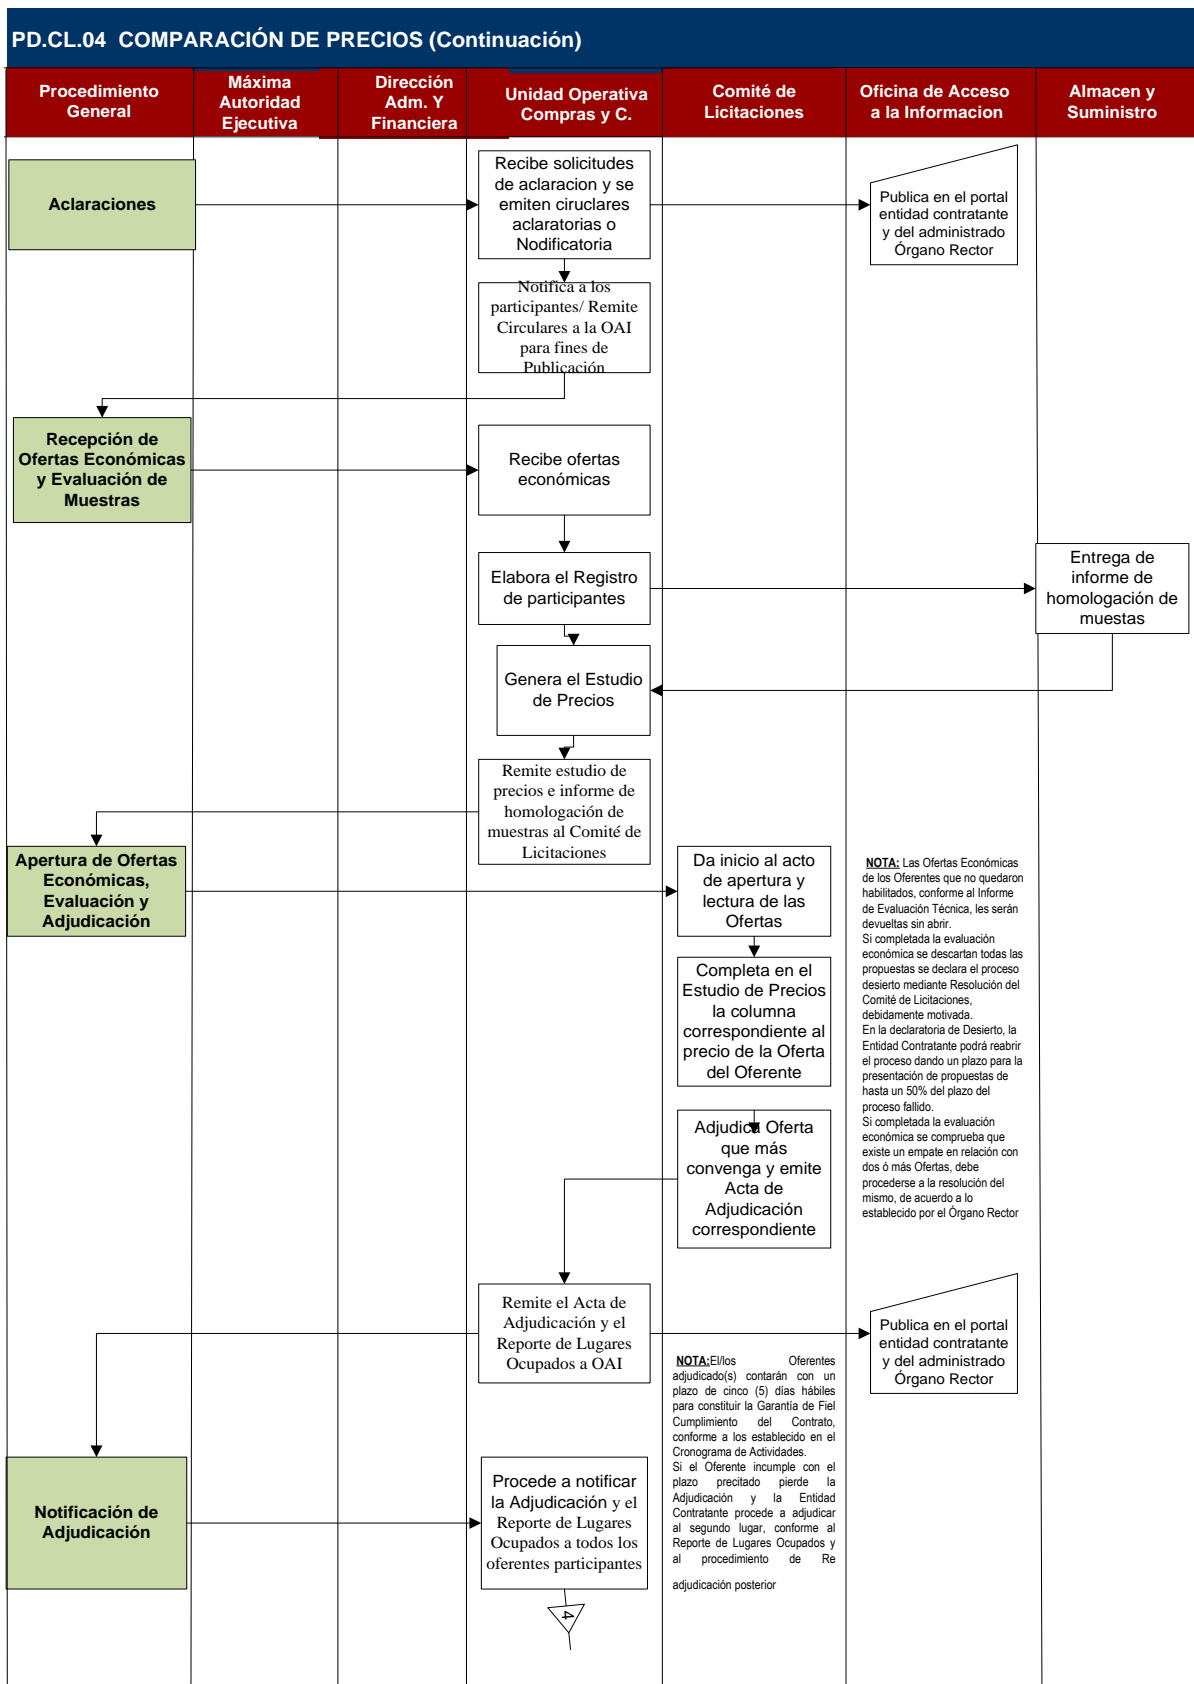 PD.CL.04 COMPARACIÓN DE PRECIOS (Continuación)
Procedimiento
General
Máxima
Autoridad
Ejecutiva
Dirección
Adm. Y
Financiera
Unidad Operativa
Compras y C.
Comité de
Licitaciones
Oficina de Acceso
a la Informacion
Almacen y
Suministro
Aclaraciones
Recibe solicitudes
de aclaracion y se
emiten ciruclares
aclaratorias o
Nodificatoria
Publica en el portal
entidad contratante
y del administrado
Órgano Rector
Notifica a los
participantes/ Remite
Circulares a la OAI
para fines de
Publicación
Recepción de
Ofertas Económicas
y Evaluación de
Muestras
Recibe ofertas
económicas
Elabora el Registro
de participantes
Entrega de
informe de
homologación de
muestas
Genera el Estudio
de Precios
Remite estudio de
precios e informe de
homologación de
muestras al Comité de
Licitaciones
Apertura de Ofertas
Económicas,
Evaluación y
Adjudicación
Da inicio al acto
de apertura y
lectura de las
Ofertas
Completa en el
Estudio de Precios
la columna
correspondiente al
precio de la Oferta
del Oferente
Adjudica Oferta
que más
convenga y emite
Acta de
Adjudicación
correspondiente
NOTA: Las Ofertas Económicas
de los Oferentes que no quedaron
habilitados, conforme al Informe
de Evaluación Técnica, les serán
devueltas sin abrir.
Si completada la evaluación
económica se descartan todas las
propuestas se declara el proceso
desierto mediante Resolución del
Comité de Licitaciones,
debidamente motivada.
En la declaratoria de Desierto, la
Entidad Contratante podrá reabrir
el proceso dando un plazo para la
presentación de propuestas de
hasta un 50% del plazo del
proceso fallido.
Si completada la evaluación
económica se comprueba que
existe un empate en relación con
dos ó más Ofertas, debe
procederse a la resolución del
mismo, de acuerdo a lo
establecido por el Órgano Rector
Remite el Acta de
Adjudicación y el
Reporte de Lugares
Ocupados a OAI
Publica en el portal
entidad contratante
y del administrado
Órgano Rector
NOTA:El/los Oferentes
adjudicado(s) contarán con un
plazo de cinco (5) días hábiles
para constituir la Garantía de Fiel
Cumplimiento del Contrato,
conforme a los establecido en el
Cronograma de Actividades.
Si el Oferente incumple con el
plazo precitado pierde la
Adjudicación y la Entidad
Contratante procede a adjudicar
al segundo lugar, conforme al
Reporte de Lugares Ocupados y
al procedimiento de Re
adjudicación posterior
Notificación de
Adjudicación
Procede a notificar
la Adjudicación y el
Reporte de Lugares
Ocupados a todos los
oferentes participantes
4